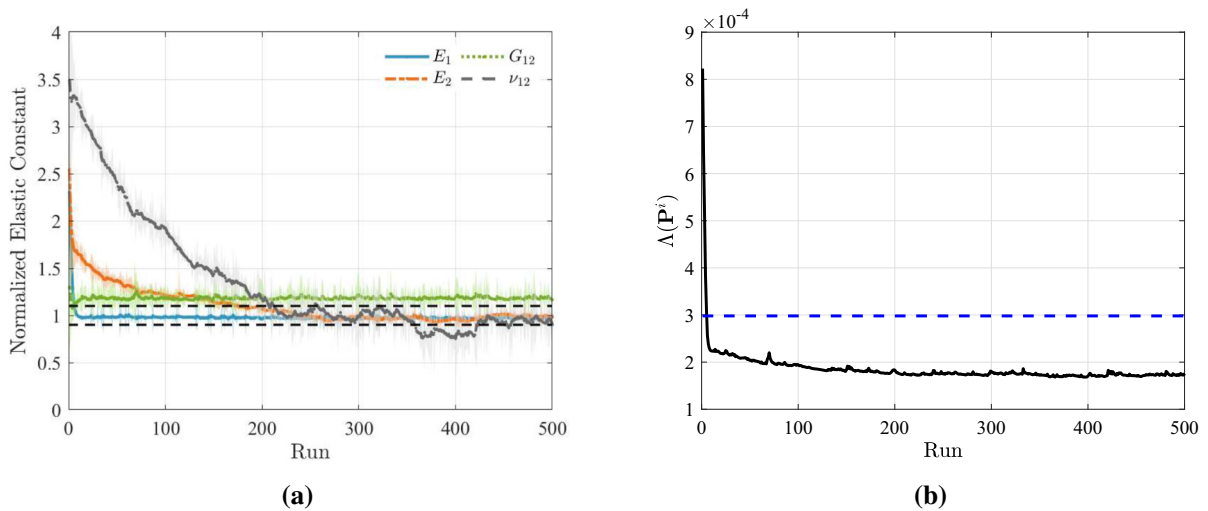 4
3.5
3
2.5
2
1.5
1
0.5
0
0 100 200 300 400 500
Normalized Elastic Constant
Run
E₁ G₁₂
E₂ ν₁₂
(a)
×10⁻⁴
9
8
7
6
5
4
3
2
1
0 100 200 300 400 500
Λ(Pⁱ)
Run
(b)